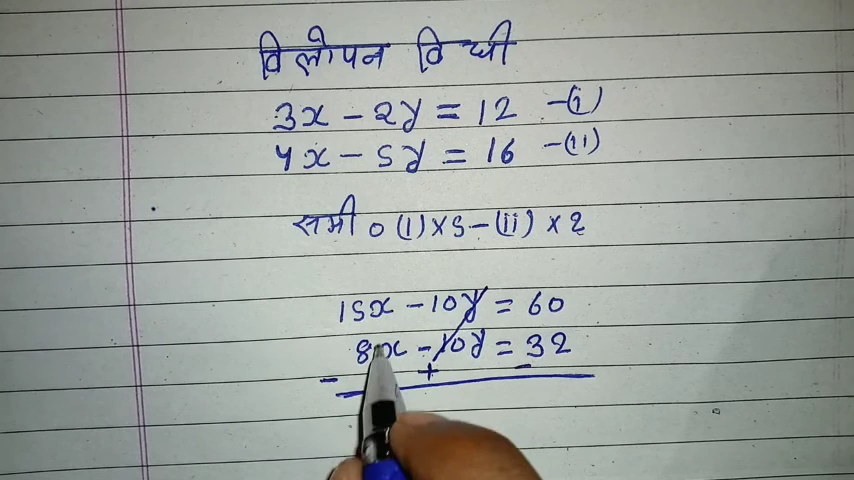 विलोपन विधी
3x - 2y = 12 -(i)
4x - 5y = 16 -(ii)
समी० (i) x 5 - (ii) x 2
15x - 10y = 60
8x - 10y = 32
- + -